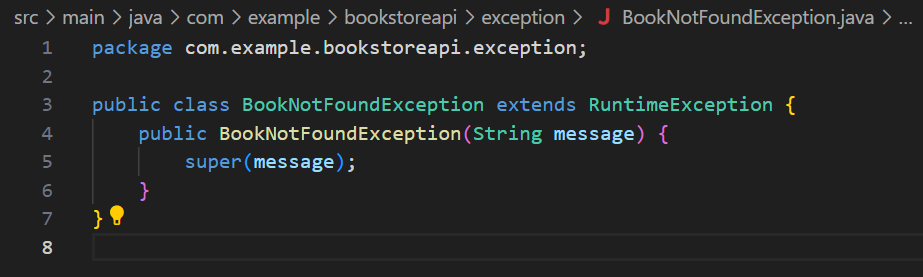 src > main > java > com > example > bookstoreapi > exception > J BookNotFoundException.java > ...
1 package com.example.bookstoreapi.exception;
2
3 public class BookNotFoundException extends RuntimeException {
4     public BookNotFoundException(String message) {
5         super(message);
6     }
7 }
8